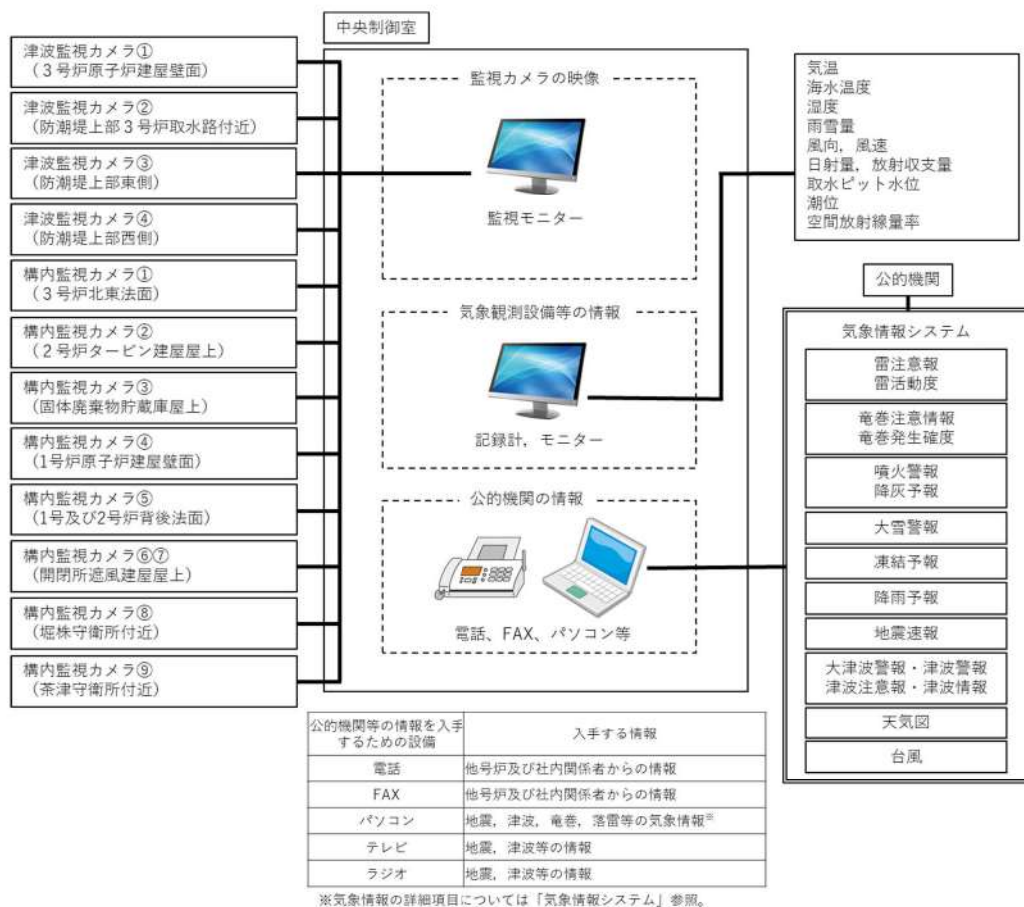 中央制御室
津波監視カメラ①
（３号炉原子炉建屋壁面）
津波監視カメラ②
（防潮堤上部３号炉取水路付近）
津波監視カメラ③
（防潮堤上部東側）
津波監視カメラ④
（防潮堤上部西側）
構内監視カメラ①
（３号炉北東法面）
構内監視カメラ②
（２号炉タービン建屋屋上）
構内監視カメラ③
（固体廃棄物貯蔵庫屋上）
構内監視カメラ④
（1号炉原子炉建屋壁面）
構内監視カメラ⑤
（1号及び2号炉背後法面）
構内監視カメラ⑥⑦
（開閉所遮風建屋屋上）
構内監視カメラ⑧
（堀株守衛所付近）
構内監視カメラ⑨
（茶津守衛所付近）
監視カメラの映像
監視モニター
気象観測設備等の情報
記録計，モニター
公的機関の情報
電話、FAX、パソコン等
気温
海水温度
湿度
雨雪量
風向，風速
日射量，放射収支量
取水ピット水位
潮位
空間放射線量率
公的機関
気象情報システム
雷注意報
雷活動度
竜巻注意情報
竜巻発生確度
噴火警報
降灰予報
大雪警報
凍結予報
降雨予報
地震速報
大津波警報・津波警報
津波注意報・津波情報
天気図
台風
公的機関等の情報を入手
するための設備
入手する情報
電話
他号炉及び社内関係者からの情報
FAX
他号炉及び社内関係者からの情報
パソコン
地震，津波，竜巻，落雷等の気象情報※
テレビ
地震，津波等の情報
ラジオ
地震，津波等の情報
※気象情報の詳細項目については「気象情報システム」参照。